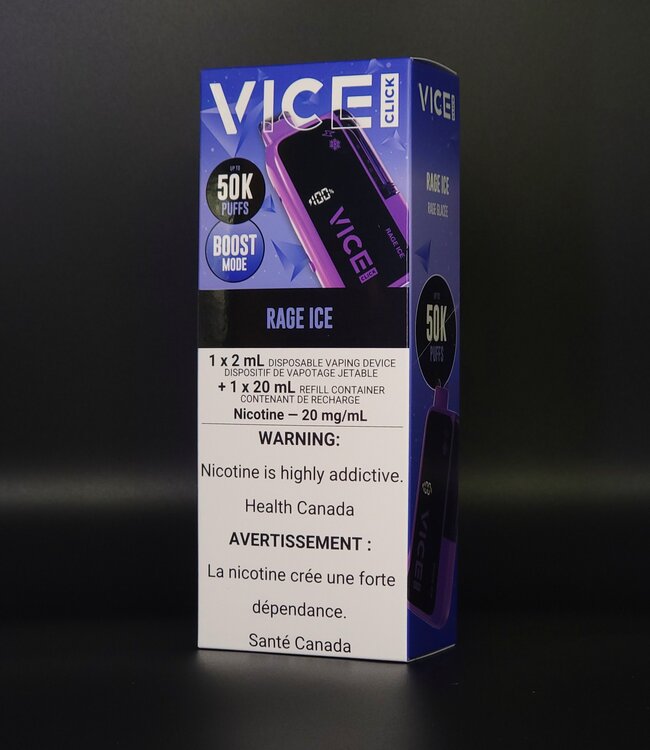 VICE CLICK
UP TO
50K
PUFFS
BOOST
MODE
100%
VICE CLICK
RAGE ICE
RAGE ICE
1 x 2 mL DISPOSABLE VAPING DEVICE
DISPOSITIF DE VAPOTAGE JETABLE
+ 1 x 20 mL REFILL CONTAINER
CONTENANT DE RECHARGE
Nicotine — 20 mg/mL
WARNING:
Nicotine is highly addictive.
Health Canada
AVERTISSEMENT :
La nicotine crée une forte
dépendance.
Santé Canada
VICE CLICK
RAGE ICE
RAGE GLACÉE
UP TO
50K
PUFFS
VICE